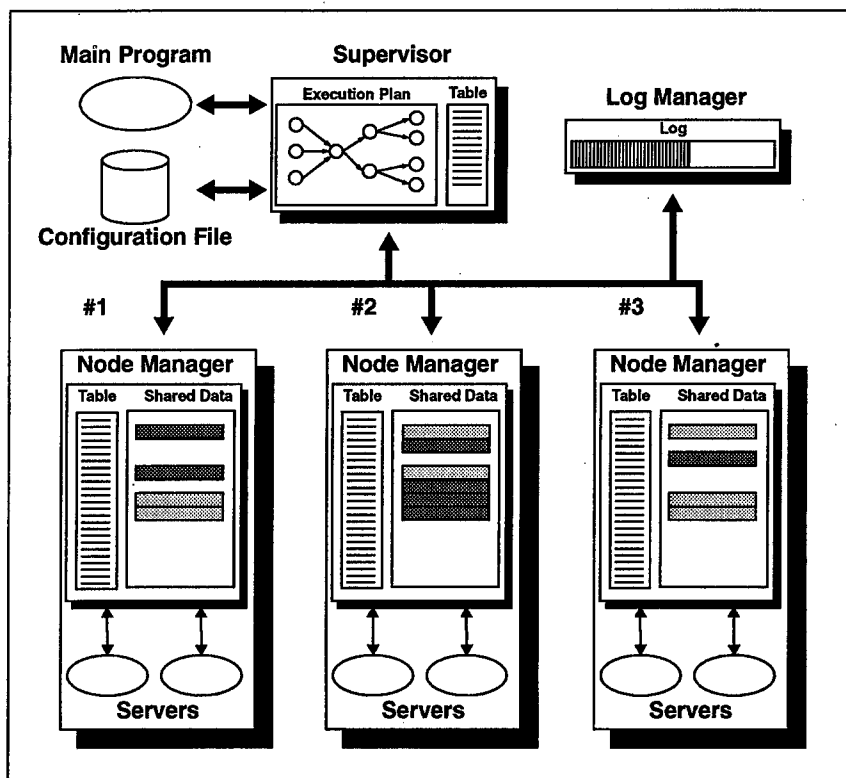 Main Program
Supervisor
Execution Plan
Table
Log Manager
Log
Configuration File
#1
#2
#3
Node Manager
Table
Shared Data
Servers
Node Manager
Table
Shared Data
Servers
Node Manager
Table
Shared Data
Servers